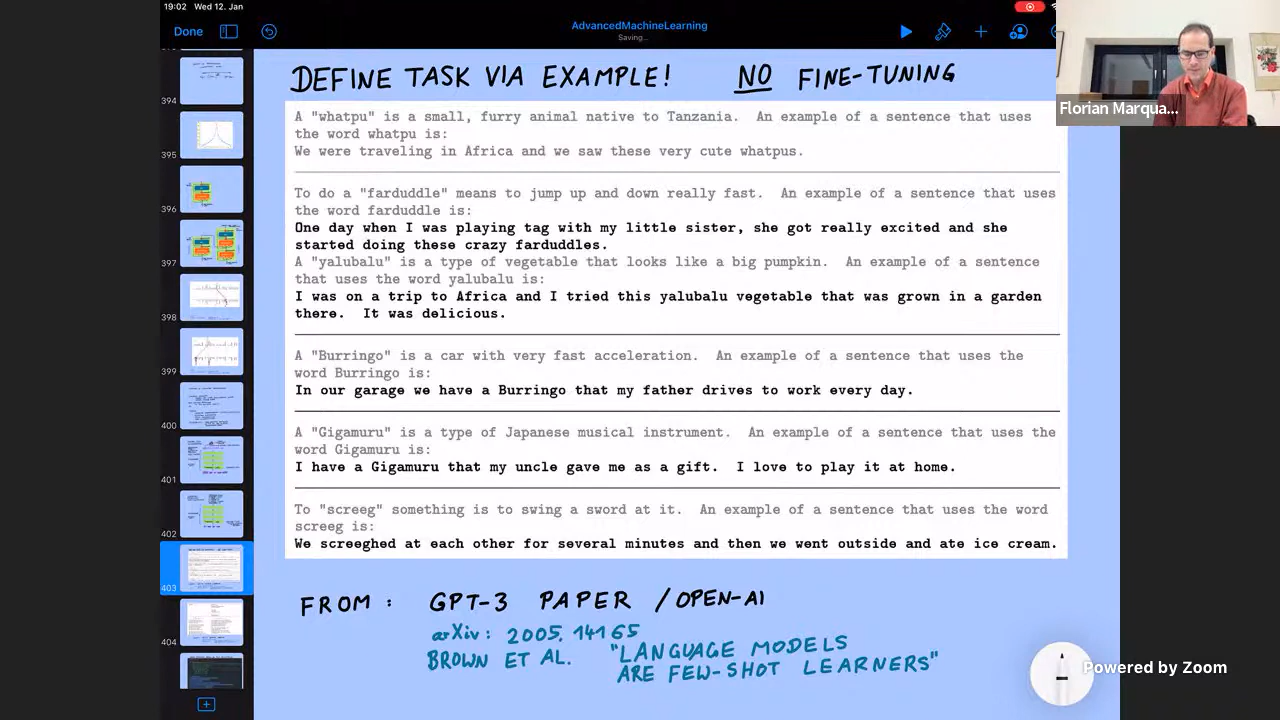 19:02 Wed 12. Jan
Done
AdvancedMachineLearning
Saving...
DEFINE TASK VIA EXAMPLE! NO FINE-TUNING
A "whatpu" is a small, furry animal native to Tanzania. An example of a sentence that uses
the word whatpu is:
We were traveling in Africa and we saw these very cute whatpus.
To do a "farduddle" means to jump up and down really fast. An example of a sentence that uses
the word farduddle is:
One day when I was playing tag with my little sister, she got really excited and she
started doing these crazy farduddles.
A "yalubalu" is a type of vegetable that looks like a big pumpkin. An example of a sentence
that uses the word yalubalu is:
I was on a trip to Africa and I tried this yalubalu vegetable that was grown in a garden
there. It was delicious.
A "Burringo" is a car with very fast acceleration. An example of a sentence that uses the
word Burringo is:
In our garage we have a Burringo that my father drives to work every day.
A "Gigamuru" is a type of Japanese musical instrument. An example of a sentence that uses the
word Gigamuru is:
I have a Gigamuru that my uncle gave me as a gift. I love to play it at home.
To "screeg" something is to swing a sword at it. An example of a sentence that uses the word
screeg is:
We screeghed at each other for several minutes and then we went outside and ate ice cream.
FROM: GPT-3 PAPER / OPEN-AI
arXiv: 2005.14165
BROWN ET AL. "LANGUAGE MODELS
ARE FEW-SHOT LEARNERS"
394
395
396
397
398
399
400
401
402
403
404
Florian Marqua...
Powered by Zoom